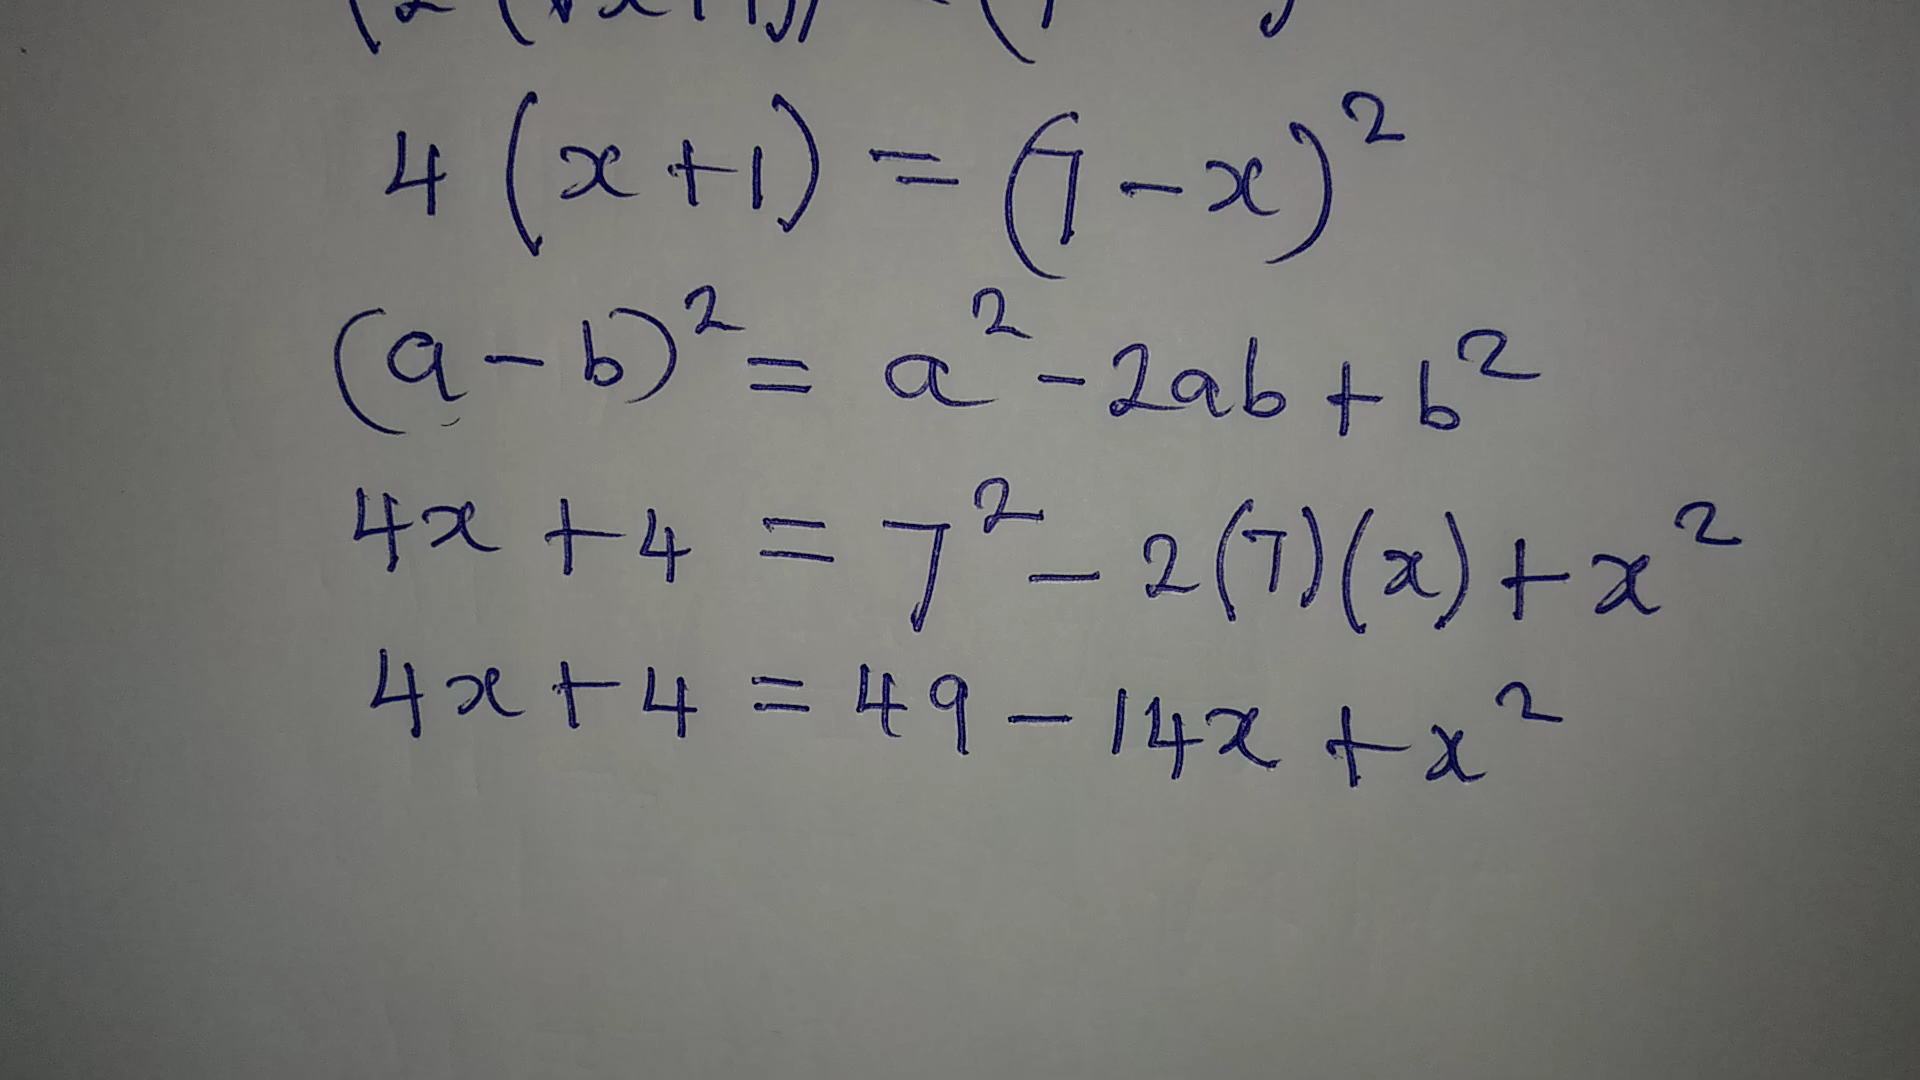 4(x+1) = (7-x)²
(a-b)² = a² - 2ab + b²
4x + 4 = 7² - 2(7)(x) + x²
4x + 4 = 49 - 14x + x²